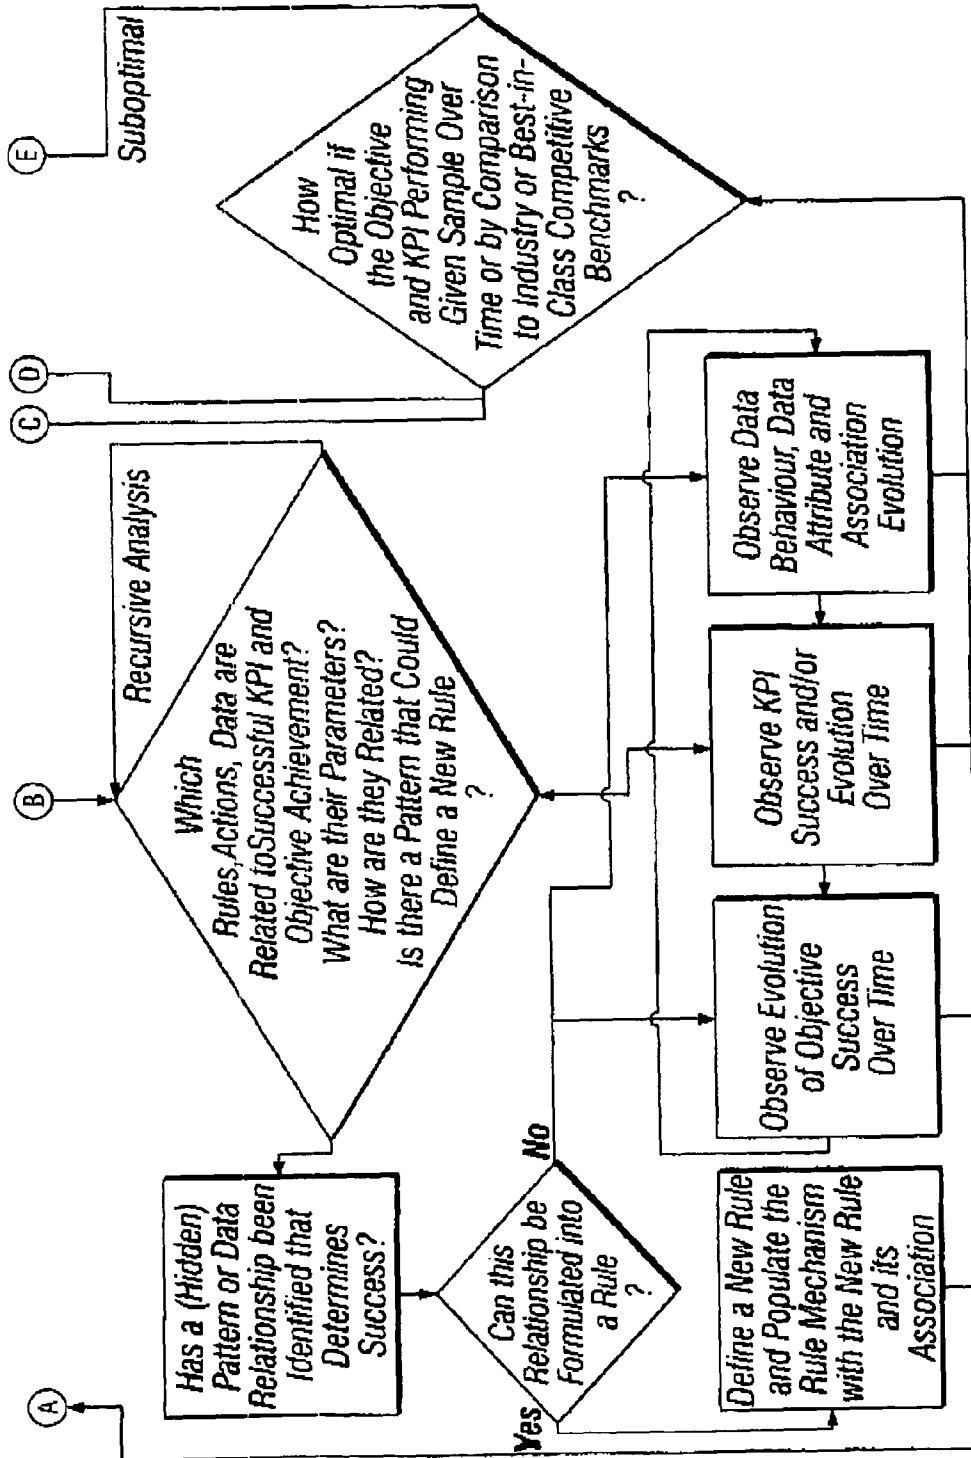 A
B
C
D
E
Has a (Hidden)
Pattern or Data
Relationship been
Identified that
Determines
Success?
Recursive Analysis
Which
Rules, Actions, Data are
Related toSuccessful KPI and
Objective Achievement?
What are their Parameters?
How are they Related?
Is there a Pattern that Could
Define a New Rule
?
Suboptimal
How
Optimal if
the Objective
and KPI Performing
Given Sample Over
Time or by Comparison
to Industry or Best-in-
Class Competitive
Benchmarks
?
Can this
Relationship be
Formulated into
a Rule
?
Yes
No
Define a New Rule
and Populate the
Rule Mechanism
with the New Rule
and its
Association
Observe Evolution
of Objective
Success
Over Time
Observe KPI
Success and/or
Evolution
Over Time
Observe Data
Behaviour, Data
Attribute and
Association
Evolution